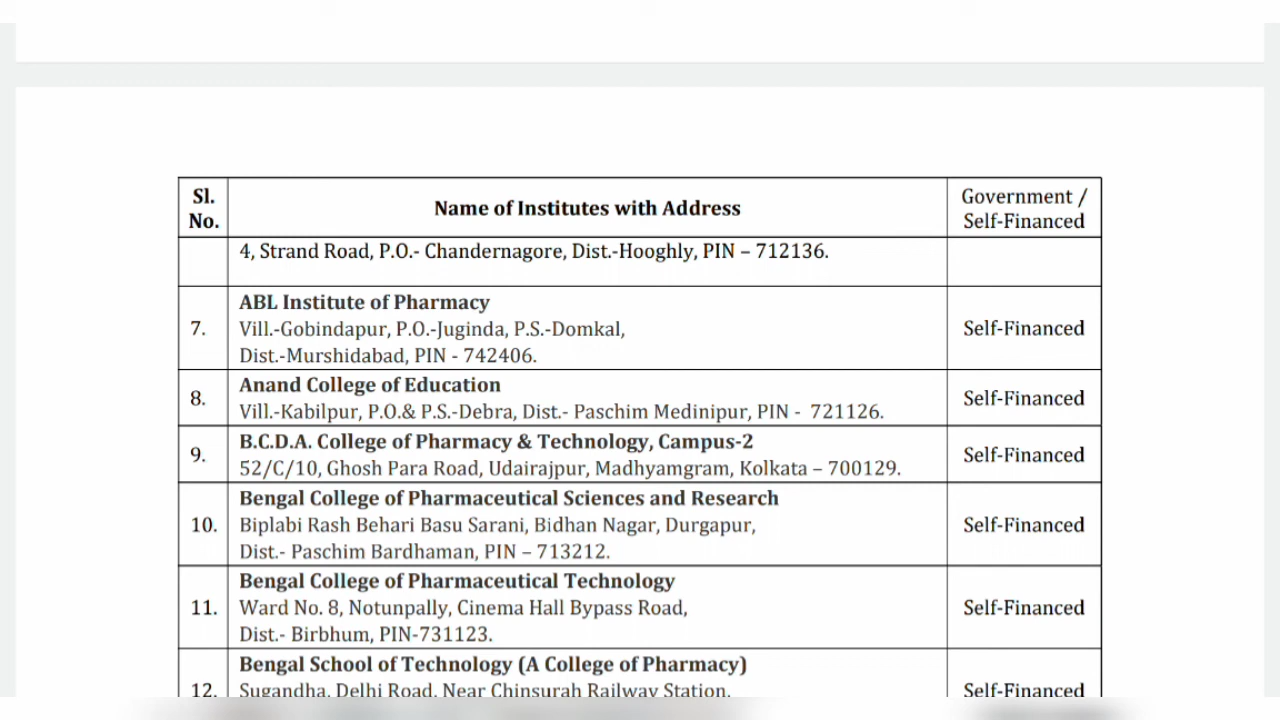 Sl. No. Name of Institutes with Address Government / Self-Financed
4, Strand Road, P.O.- Chandernagore, Dist.-Hooghly, PIN – 712136.
7.
ABL Institute of Pharmacy
Vill.-Gobindapur, P.O.-Juginda, P.S.-Domkal,
Dist.-Murshidabad, PIN - 742406.
Self-Financed
8.
Anand College of Education
Vill.-Kabilpur, P.O.& P.S.-Debra, Dist.- Paschim Medinipur, PIN - 721126.
Self-Financed
9.
B.C.D.A. College of Pharmacy & Technology, Campus-2
52/C/10, Ghosh Para Road, Udairajpur, Madhyamgram, Kolkata – 700129.
Self-Financed
10.
Bengal College of Pharmaceutical Sciences and Research
Biplabi Rash Behari Basu Sarani, Bidhan Nagar, Durgapur,
Dist.- Paschim Bardhaman, PIN – 713212.
Self-Financed
11.
Bengal College of Pharmaceutical Technology
Ward No. 8, Notunpally, Cinema Hall Bypass Road,
Dist.- Birbhum, PIN-731123.
Self-Financed
12.
Bengal School of Technology (A College of Pharmacy)
Sugandha, Delhi Road, Near Chinsurah Railway Station,
Self-Financed